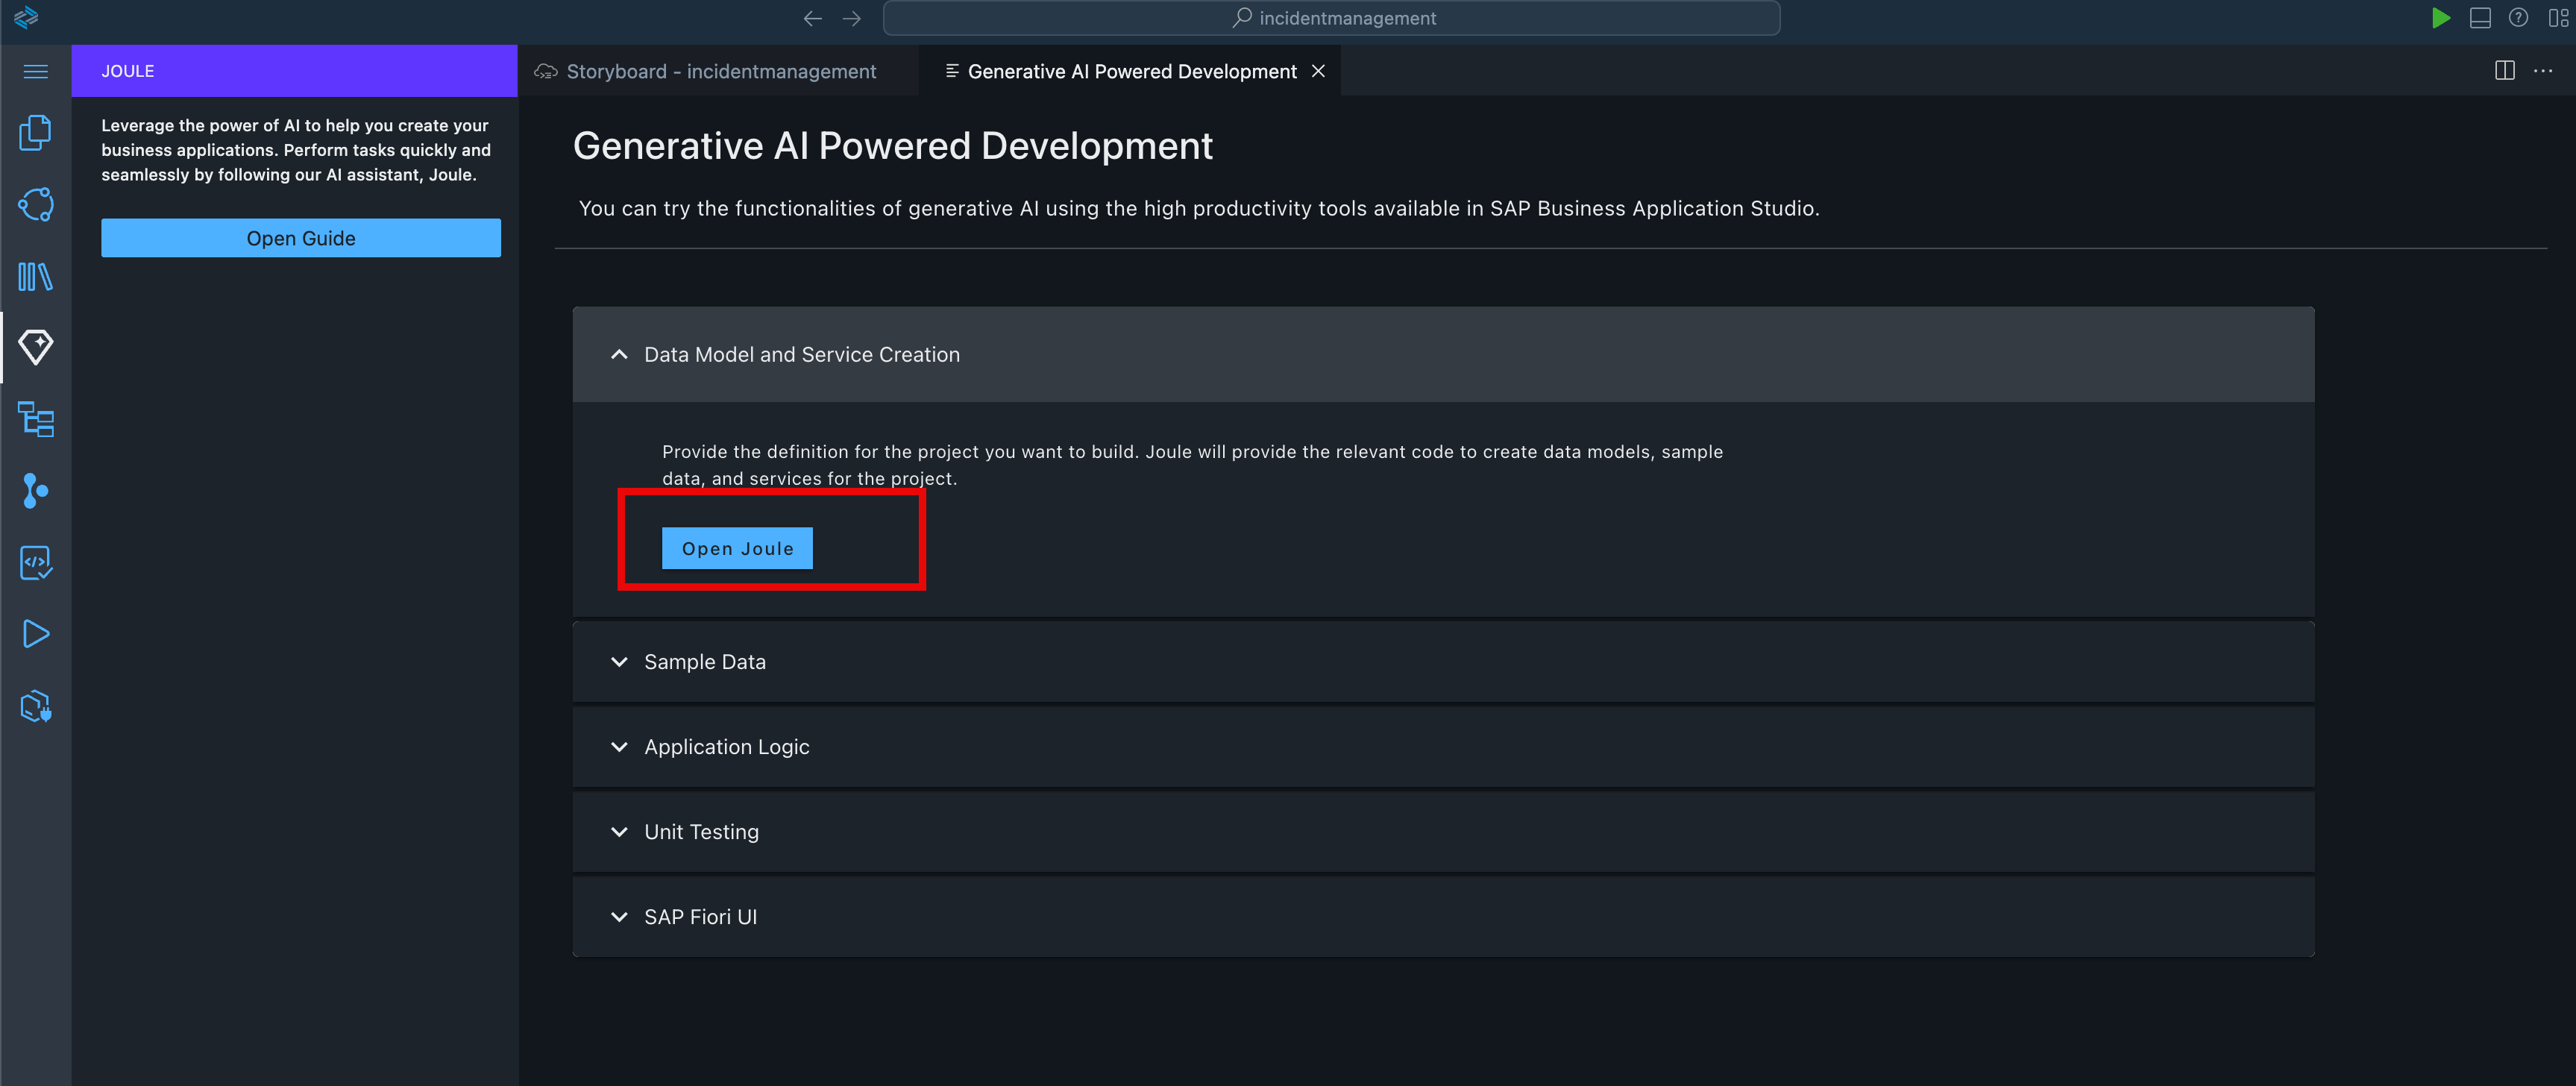 incidentmanagement
JOULE
Storyboard - incidentmanagement
Generative AI Powered Development
Leverage the power of AI to help you create your
business applications. Perform tasks quickly and
seamlessly by following our AI assistant, Joule.
Open Guide
Generative AI Powered Development
You can try the functionalities of generative AI using the high productivity tools available in SAP Business Application Studio.
Data Model and Service Creation
Provide the definition for the project you want to build. Joule will provide the relevant code to create data models, sample
data, and services for the project.
Open Joule
Sample Data
Application Logic
Unit Testing
SAP Fiori UI